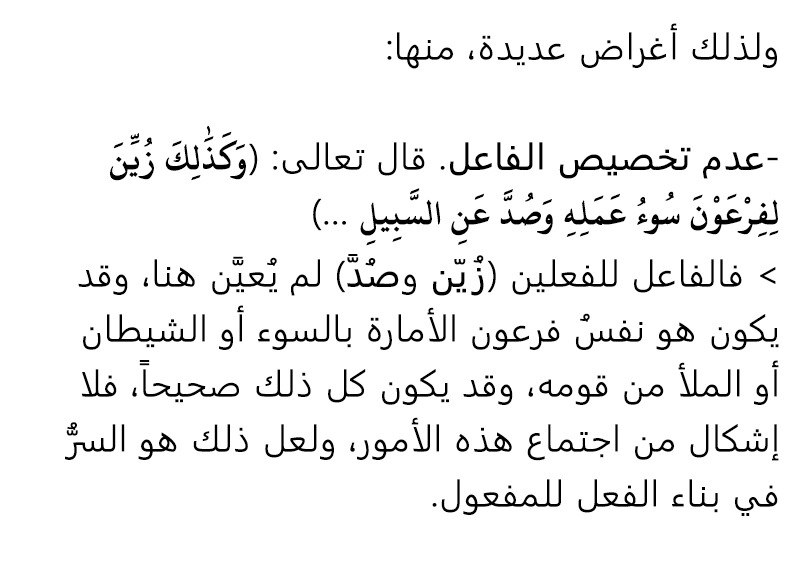 ولذلك أغراض عديدة، منها:
-عدم تخصيص الفاعل. قال تعالى: (وَكَذَٰلِكَ زُيِّنَ
لِفِرْعَوْنَ سُوءُ عَمَلِهِ وَصُدَّ عَنِ السَّبِيلِ ...)
> فالفاعل للفعلين (زُيّن وصُدَّ) لم يُعيَّن هنا، وقد
يكون هو نفسُ فرعون الأمارة بالسوء أو الشيطان
أو الملأ من قومه، وقد يكون كل ذلك صحيحاً، فلا
إشكال من اجتماع هذه الأمور، ولعل ذلك هو السرُّ
في بناء الفعل للمفعول.